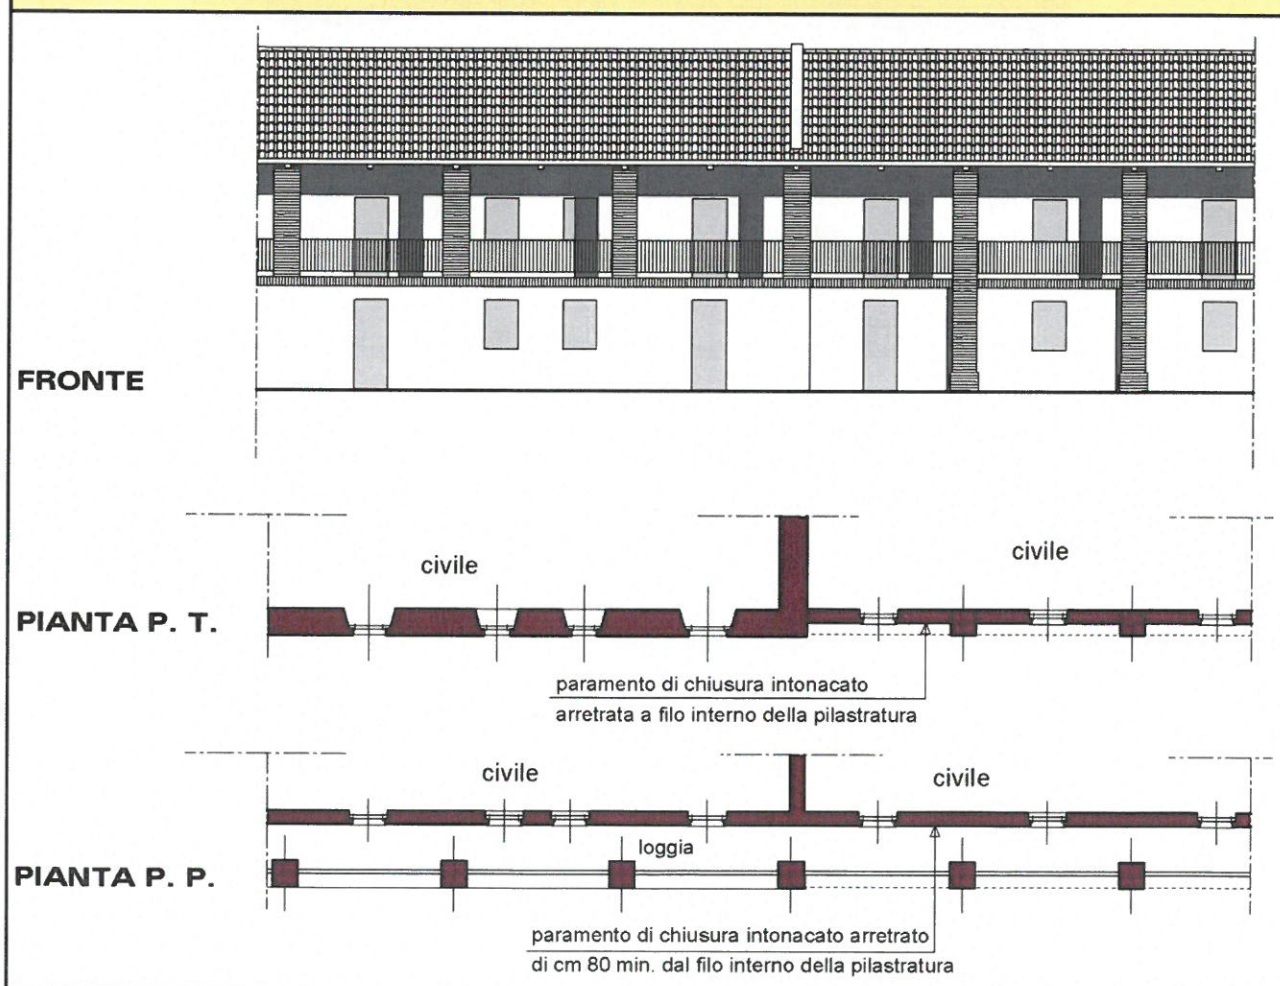 FRONTE
civile
civile
PIANTA P. T.
paramento di chiusura intonacato
arretrata a filo interno della pilastratura
civile
civile
loggia
PIANTA P. P.
paramento di chiusura intonacato arretrato
di cm 80 min. dal filo interno della pilastratura